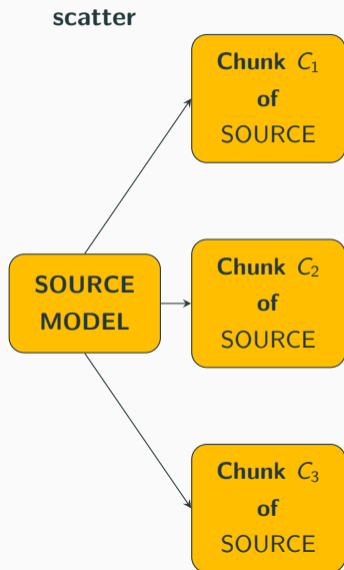 scatter
Chunk C₁
of
SOURCE
SOURCE
MODEL
Chunk C₂
of
SOURCE
Chunk C₃
of
SOURCE